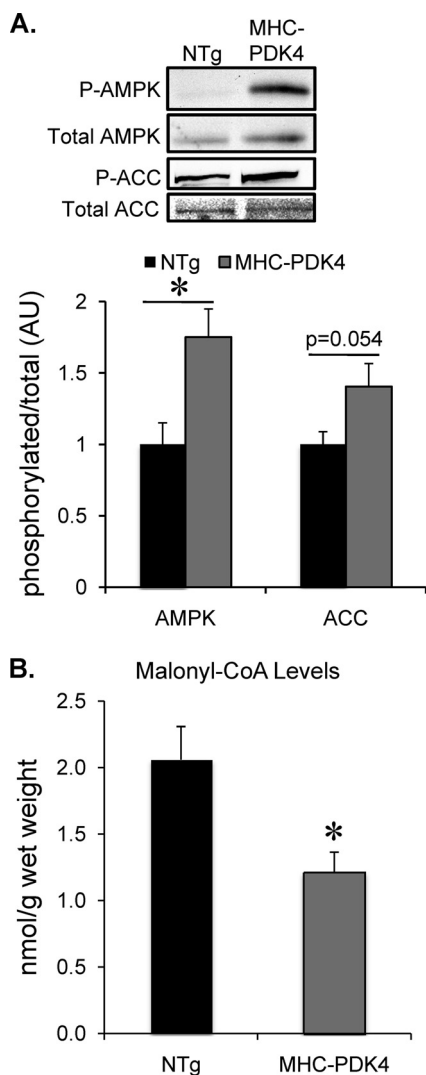 A.
NTg
MHC-
PDK4
P-AMPK
Total AMPK
P-ACC
Total ACC
NTg MHC-PDK4
phosphorylated/total (AU)
2
1.5
1
0.5
0
*
p=0.054
AMPK ACC
B.
Malonyl-CoA Levels
nmol/g wet weight
2.5
2.0
1.5
1.0
0.5
0.0
*
NTg MHC-PDK4